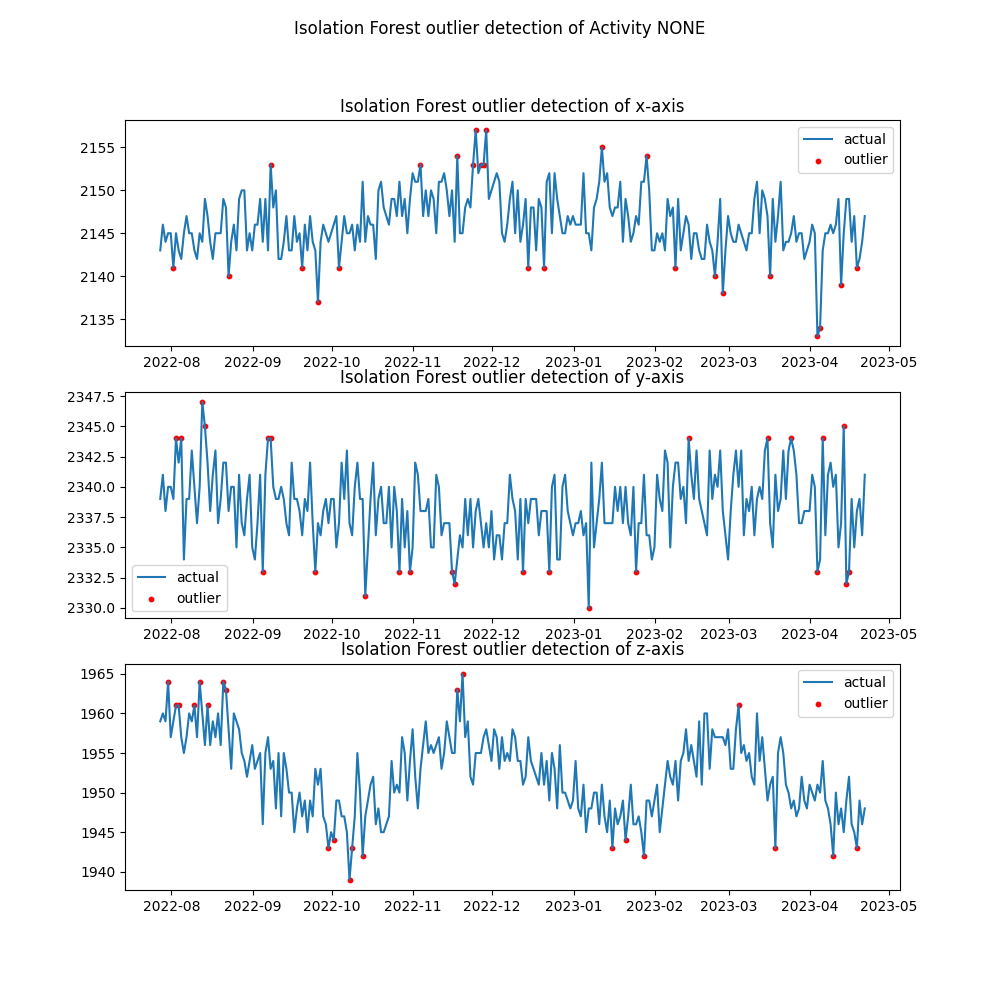 Isolation Forest outlier detection of Activity NONE
Isolation Forest outlier detection of x-axis
2155
2150
2145
2140
2135
actual
outlier
2022-08 2022-09 2022-10 2022-11 2022-12 2023-01 2023-02 2023-03 2023-04 2023-05
Isolation Forest outlier detection of y-axis
2347.5
2345.0
2342.5
2340.0
2337.5
2335.0
2332.5
2330.0
actual
outlier
2022-08 2022-09 2022-10 2022-11 2022-12 2023-01 2023-02 2023-03 2023-04 2023-05
Isolation Forest outlier detection of z-axis
1965
1960
1955
1950
1945
1940
actual
outlier
2022-08 2022-09 2022-10 2022-11 2022-12 2023-01 2023-02 2023-03 2023-04 2023-05